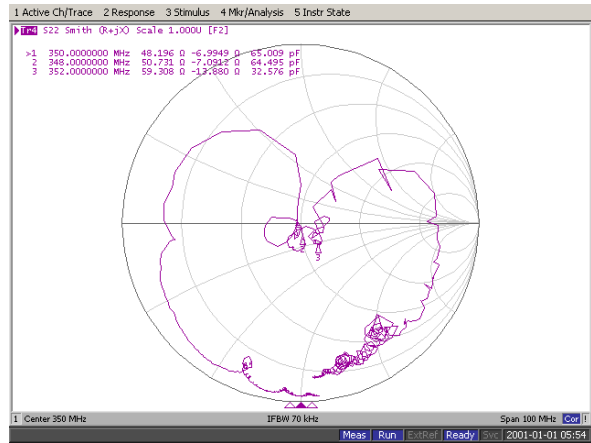 1 Active Ch/Trace 2 Response 3 Stimulus 4 Mkr/Analysis 5 Instr State
Tr4 S22 Smith (R+jX) Scale 1.000U [F2]
>1 350.0000000 MHz 48.196 Ω -6.9949 Ω 65.009 pF
2 348.0000000 MHz 50.731 Ω -7.0912 Ω 64.495 pF
3 352.0000000 MHz 59.308 Ω -13.880 Ω 32.576 pF
3
1 Center 350 MHz IFBW 70 kHz Span 100 MHz Cor !
Meas Run ExtRef Ready Svc 2001-01-01 05:54